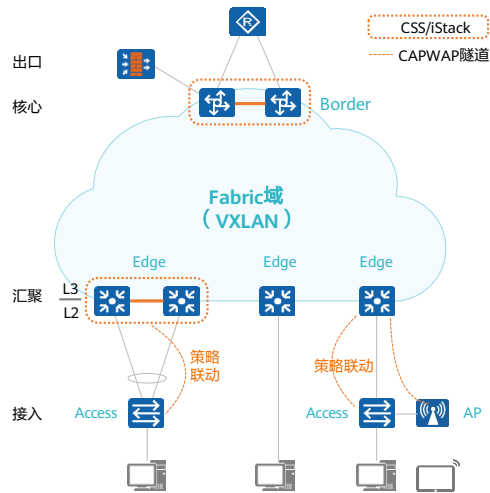 R
CSS/iStack
CAPWAP隧道
出口
核心
Border
Fabric域
（ VXLAN ）
Edge
Edge
Edge
汇聚
L3
L2
策略
联动
策略联动
接入
Access
Access
AP